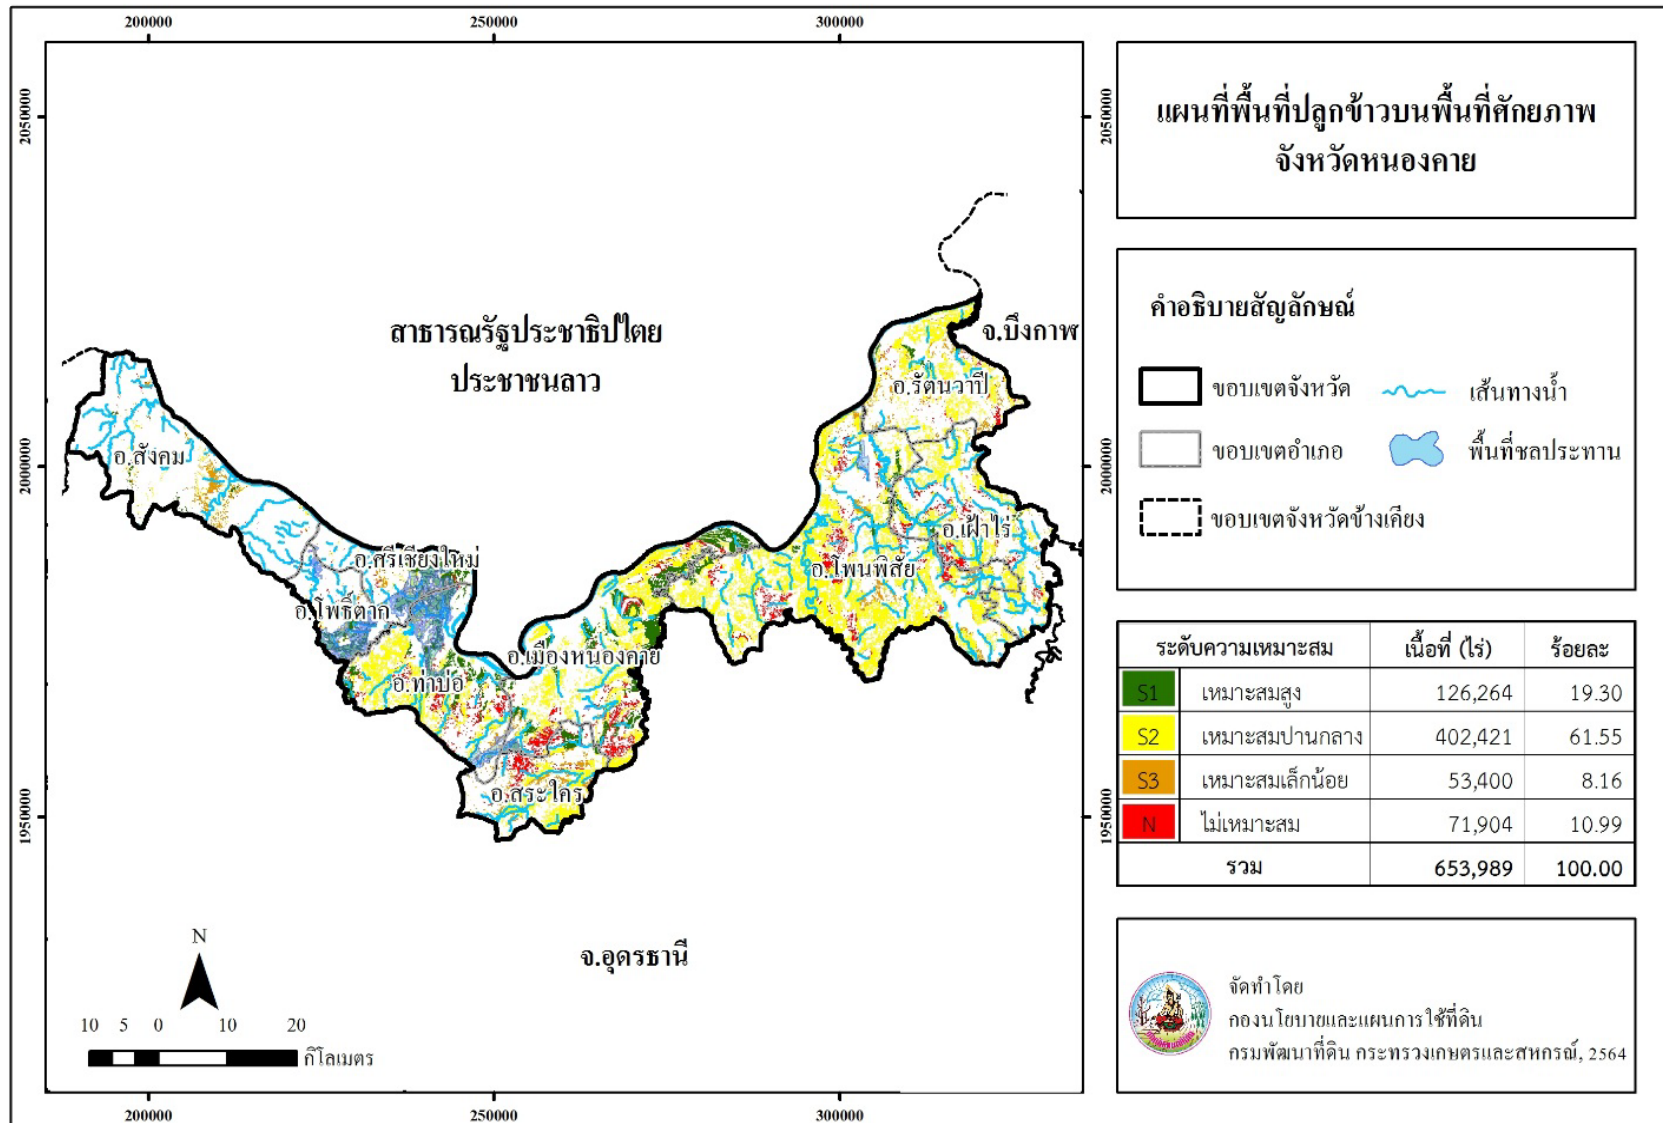 200000
250000
300000
2050000
2050000
แผนที่พื้นที่ปลูกข้าวบนพื้นที่ศักยภาพ
จังหวัดหนองคาย
สาธารณรัฐประชาธิปไตย
ประชาชนลาว
จ.บึงกาฬ
คำอธิบายสัญลักษณ์
ขอบเขตจังหวัด
เส้นทางน้ำ
ขอบเขตอำเภอ
พื้นที่ชลประทาน
ขอบเขตจังหวัดข้างเคียง
อ.รัตนวาปี
2000000
อ.สังคม
2000000
อ.เฝ้าไร่
อ.ศรีเชียงใหม่
อ.โพนพิสัย
อ.โพธิ์ตาก
อ.เมืองหนองคาย
อ.ท่าบ่อ
อ.สระใคร
1950000
1950000
ระดับความเหมาะสม เนื้อที่ (ไร่) ร้อยละ
S1 เหมาะสมสูง 126,264 19.30
S2 เหมาะสมปานกลาง 402,421 61.55
S3 เหมาะสมเล็กน้อย 53,400 8.16
N ไม่เหมาะสม 71,904 10.99
รวม 653,989 100.00
จ.อุดรธานี
N
10 5 0 10 20
กิโลเมตร
จัดทำโดย
กองนโยบายและแผนการใช้ที่ดิน
กรมพัฒนาที่ดิน กระทรวงเกษตรและสหกรณ์, 2564
200000
250000
300000